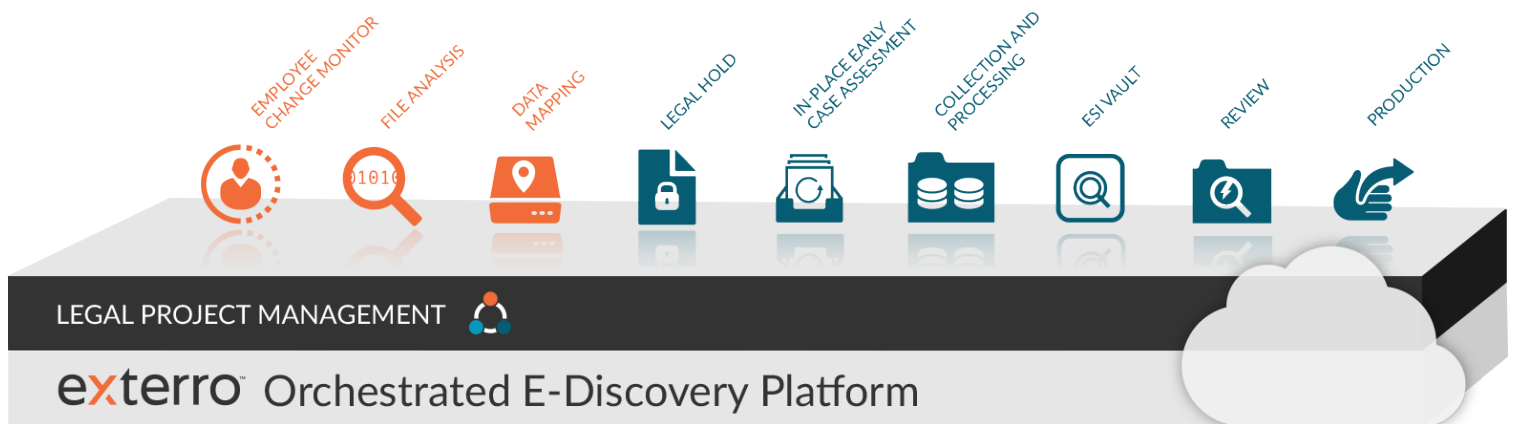 EMPLOYEE
CHANGE MONITOR
FILE ANALYSIS
DATA
MAPPING
LEGAL HOLD
IN-PLACE EARLY
CASE ASSESSMENT
COLLECTION AND
PROCESSING
ESI VAULT
REVIEW
PRODUCTION
01010
LEGAL PROJECT MANAGEMENT
exterro™ Orchestrated E-Discovery Platform